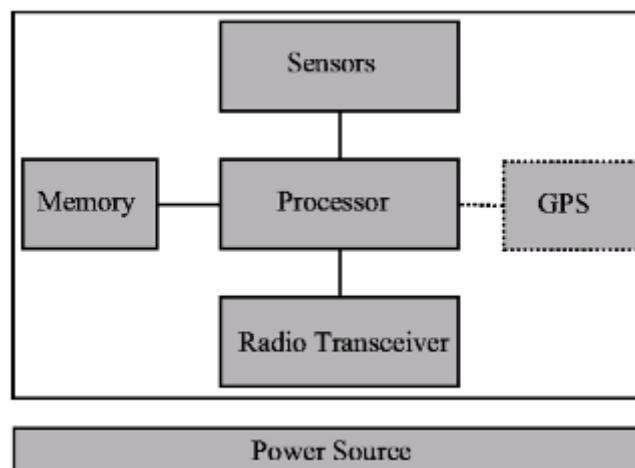 Sensors
Memory
Processor
GPS
Radio Transceiver
Power Source